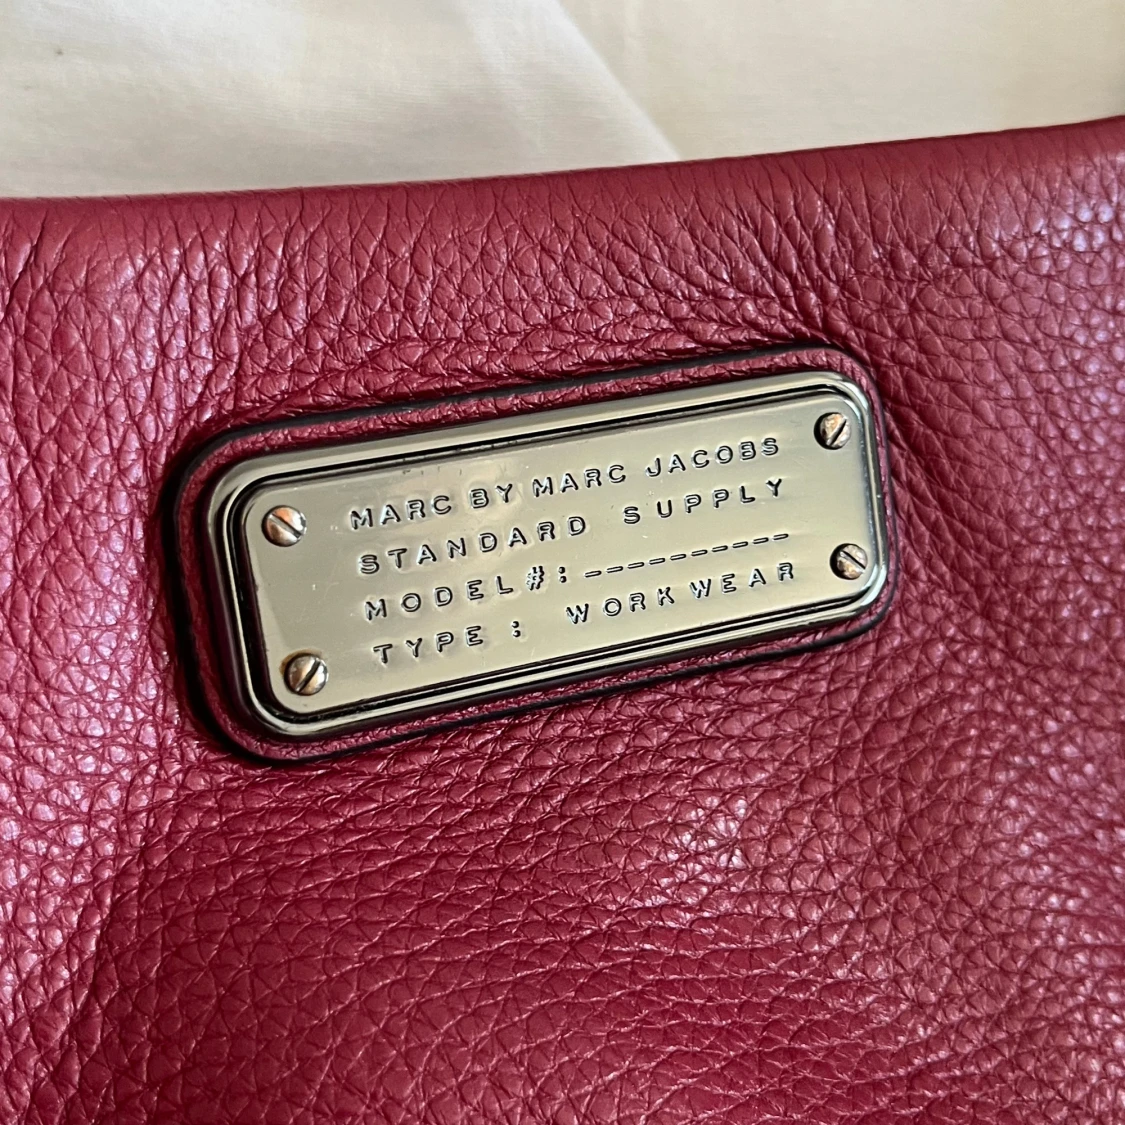 MARC BY MARC JACOBS
STANDARD SUPPLY
MODEL#:----------
TYPE: WORKWEAR